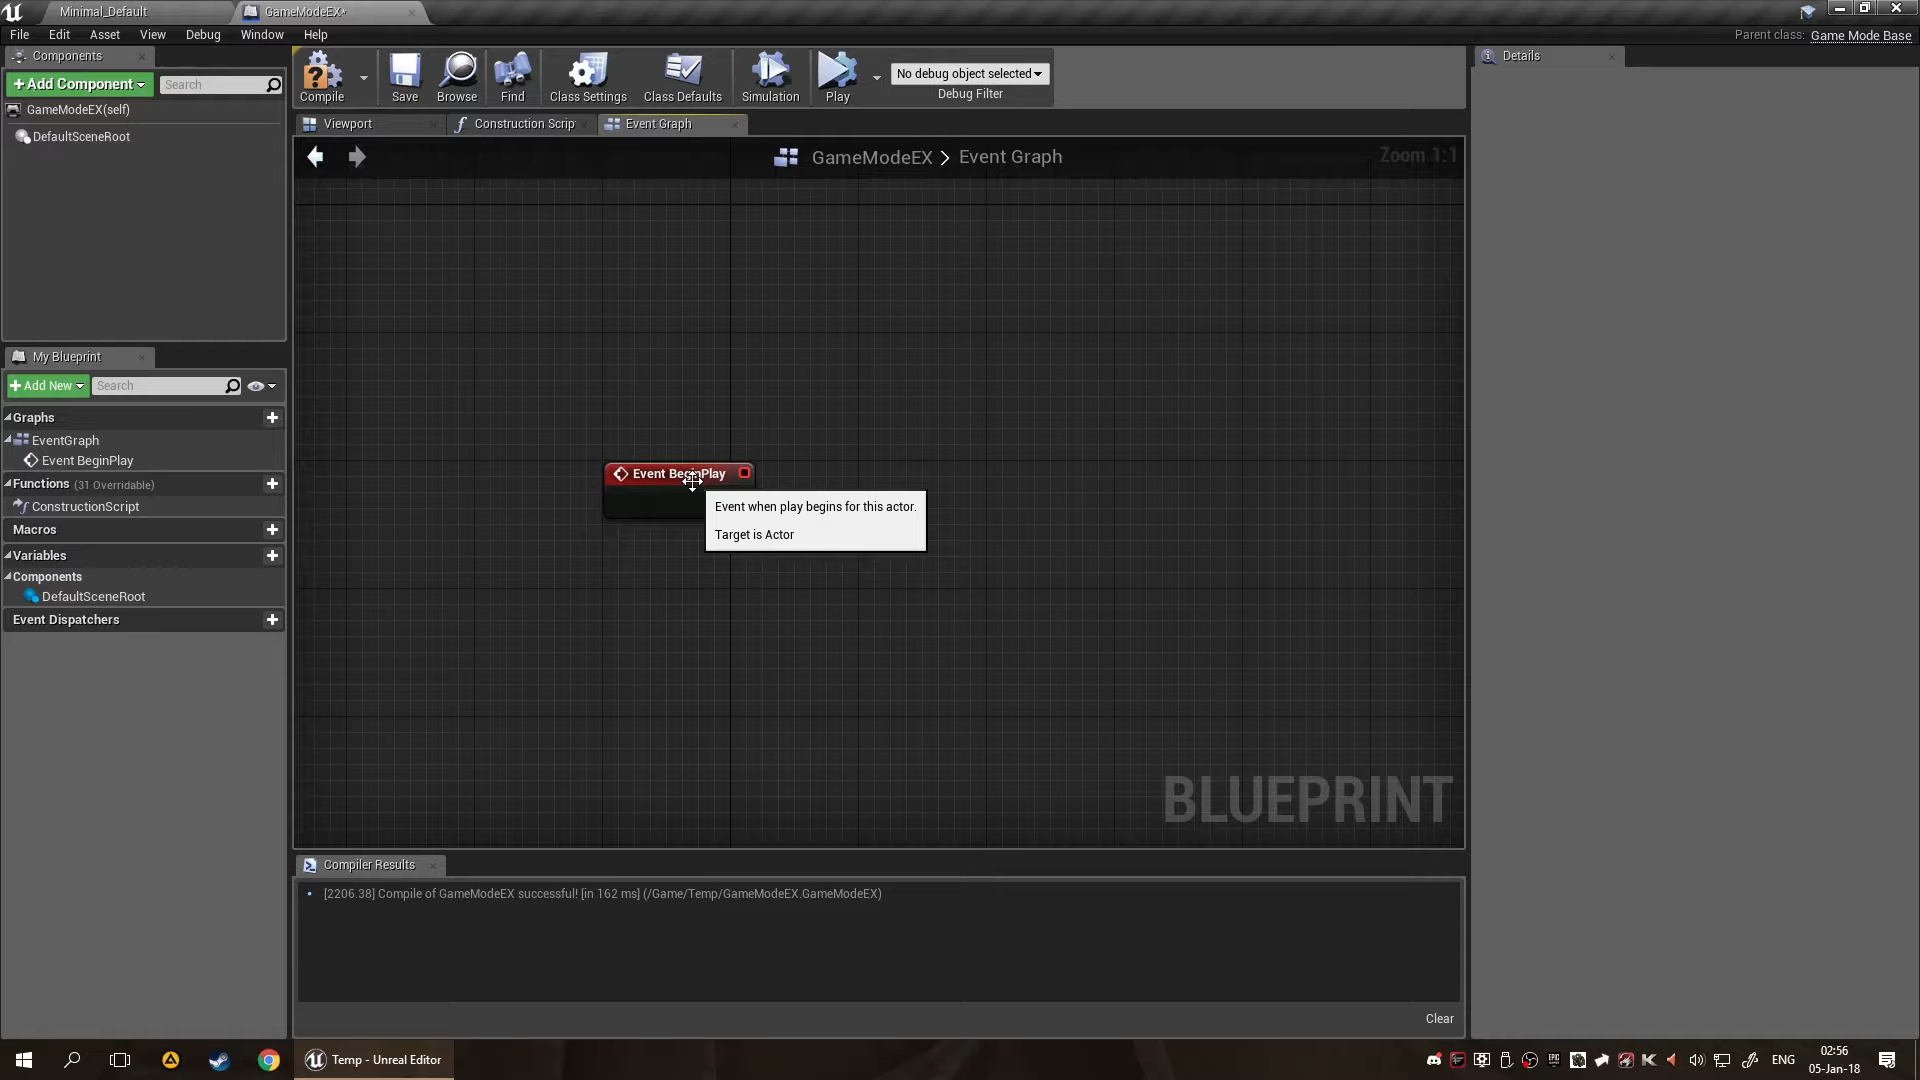 Minimal_Default
GameModeEX*
File Edit Asset View Debug Window Help
Parent class: Game Mode Base
Components
+ Add Component
Search
GameModeEX(self)
DefaultSceneRoot
Compile
Save
Browse
Find
Class Settings
Class Defaults
Simulation
Play
No debug object selected
Debug Filter
Details
Viewport
Construction Scrip
Event Graph
GameModeEX > Event Graph
Zoom 1:1
My Blueprint
+ Add New
Search
Graphs
EventGraph
Event BeginPlay
Functions (31 Overridable)
ConstructionScript
Macros
Variables
Components
DefaultSceneRoot
Event Dispatchers
Event BeginPlay
Event when play begins for this actor.
Target is Actor
BLUEPRINT
Compiler Results
[2206.38] Compile of GameModeEX successful! [in 162 ms] (/Game/Temp/GameModeEX.GameModeEX)
Clear
Temp - Unreal Editor
ENG
02:56
05-Jan-18